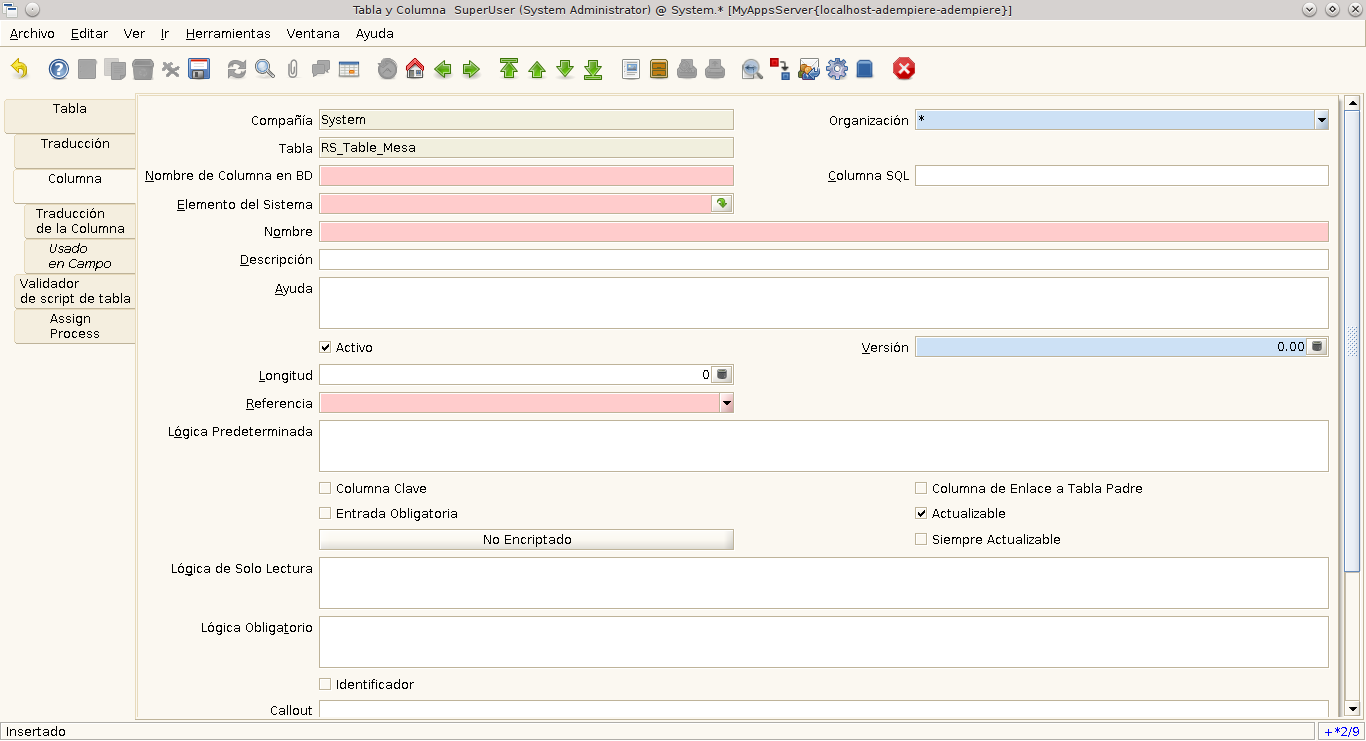 Tabla y Columna  SuperUser (System Administrator) @ System.* [MyAppsServer{localhost-adempiere-adempiere}]
Archivo Editar Ver Ir Herramientas Ventana Ayuda
Tabla
Traducción
Columna
Traducción
de la Columna
Usado
en Campo
Validador
de script de tabla
Assign
Process
Compañía System Organización *
Tabla RS_Table_Mesa
Nombre de Columna en BD Columna SQL
Elemento del Sistema
Nombre
Descripción
Ayuda
Activo Versión 0.00
Longitud 0
Referencia
Lógica Predeterminada
Columna Clave Columna de Enlace a Tabla Padre
Entrada Obligatoria Actualizable
No Encriptado Siempre Actualizable
Lógica de Solo Lectura
Lógica Obligatorio
Identificador
Callout
Insertado +*2/9